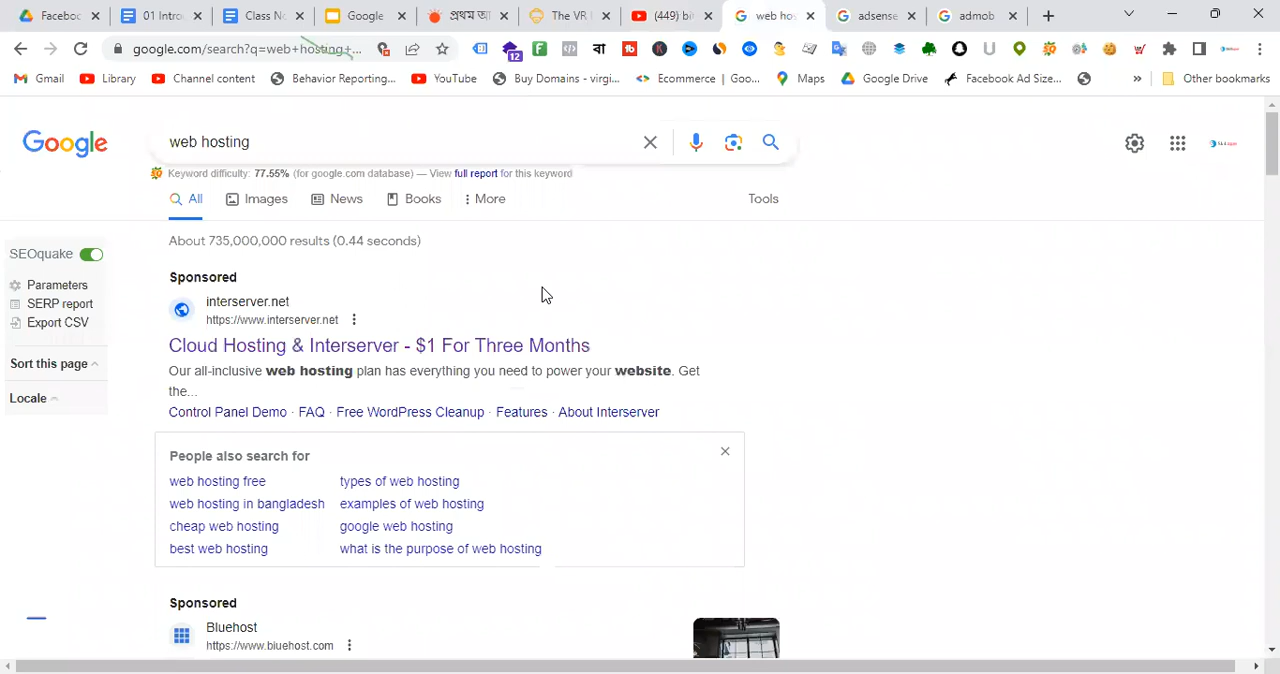 Facebo
01 Introd
Class No
Google
প্রথম আ
The VR
(449) bi
web hos
adsense
admob
google.com/search?q=web+hosting+...
বা
12
Gmail
Library
Channel content
Behavior Reporting...
YouTube
Buy Domains - virgi...
Ecommerce | Goo...
Maps
Google Drive
Facebook Ad Size...
»
Other bookmarks
Google
web hosting
Keyword difficulty: 77.55% (for google.com database) — View full report for this keyword
All
Images
News
Books
More
Tools
About 735,000,000 results (0.44 seconds)
SEOquake
Parameters
SERP report
Export CSV
Sort this page
Locale
Sponsored
interserver.net
https://www.interserver.net
Cloud Hosting & Interserver - $1 For Three Months
Our all-inclusive web hosting plan has everything you need to power your website. Get
the...
Control Panel Demo · FAQ · Free WordPress Cleanup · Features · About Interserver
People also search for
web hosting free
types of web hosting
web hosting in bangladesh
examples of web hosting
cheap web hosting
google web hosting
best web hosting
what is the purpose of web hosting
Sponsored
Bluehost
https://www.bluehost.com